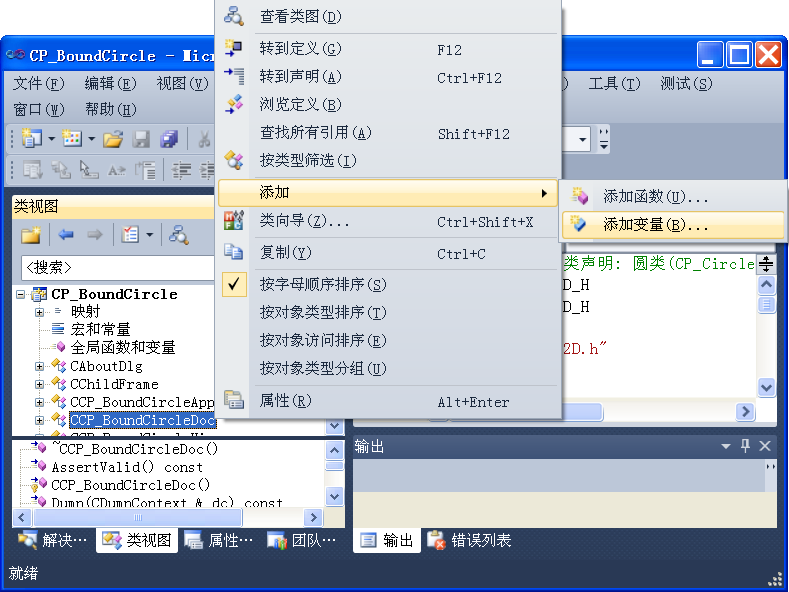 CP_BoundCircle - Micr
文件(F) 编辑(E) 视图(V)
工具(T) 测试(S)
窗口(W) 帮助(H)
查看类图(D)
转到定义(G) F12
转到声明(A) Ctrl+F12
浏览定义(B)
查找所有引用(A) Shift+F12
按类型筛选(I)
添加
类向导(Z)... Ctrl+Shift+X
复制(Y) Ctrl+C
按字母顺序排序(S)
按对象类型排序(T)
按对象访问排序(E)
按对象类型分组(U)
属性(R) Alt+Enter
添加函数(U)...
添加变量(B)...
类视图
<搜索>
CP_BoundCircle
映射
宏和常量
全局函数和变量
CAboutDlg
CChildFrame
CCP_BoundCircleApp
CCP_BoundCircleDoc
~CCP_BoundCircleDoc()
AssertValid() const
CCP_BoundCircleDoc()
Dump(CDumpContext & dc) const
类声明: 圆类(CP_Circle
D_H
D_H
2D.h"
输出
解决… 类视图 属性… 团队…
输出 错误列表
就绪